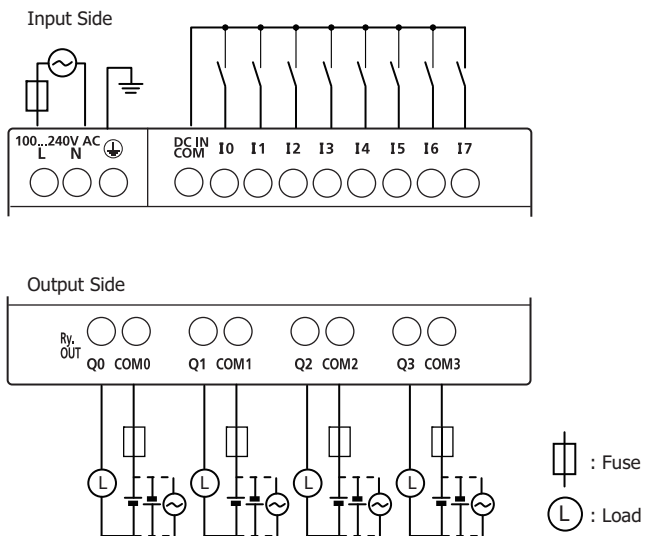 Input Side
100...240V AC
L N
DC IN
COM I0 I1 I2 I3 I4 I5 I6 I7
Output Side
Ry.
OUT
Q0 COM0 Q1 COM1 Q2 COM2 Q3 COM3
L L L L
: Fuse
L : Load